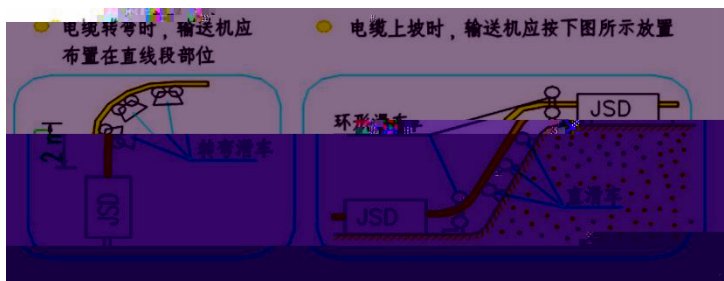 电缆转弯时，输送机应
布置在直线段部位
电缆上坡时，输送机应按下图所示放置
2m
转弯滑车
JSD
环形滑车
JSD
直滑车
JSD